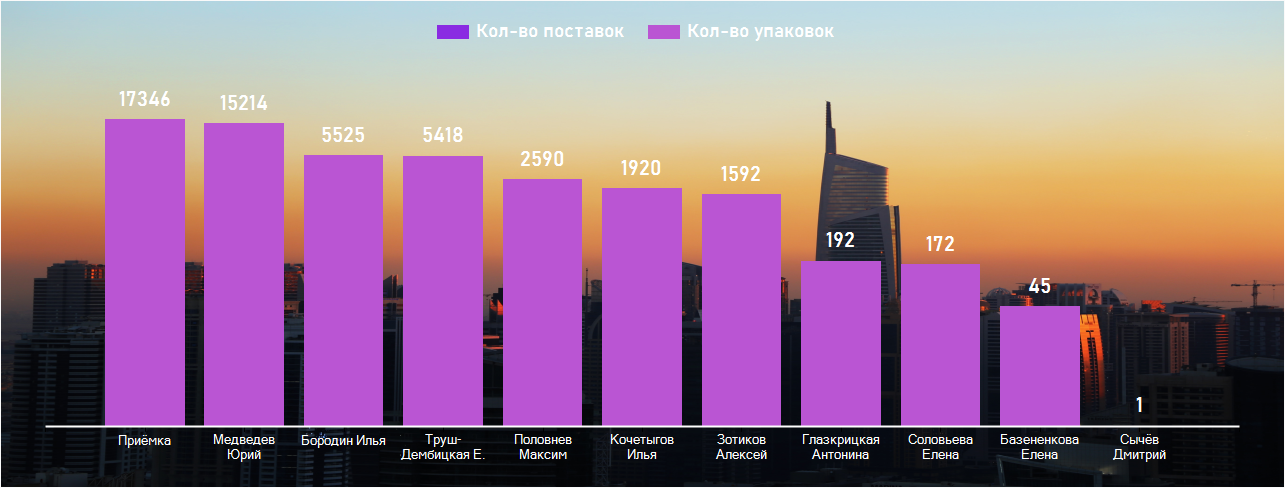 Кол-во поставок Кол-во упаковок
17346
15214
5525
5418
2590
1920
1592
192
172
45
1
Приёмка
Медведев
Юрий
Бородин Илья
Труш-
Дембицкая Е.
Половнев
Максим
Кочетыгов
Илья
Зотиков
Алексей
Глазкрицкая
Антонина
Соловьева
Елена
Базененкова
Елена
Сычёв
Дмитрий